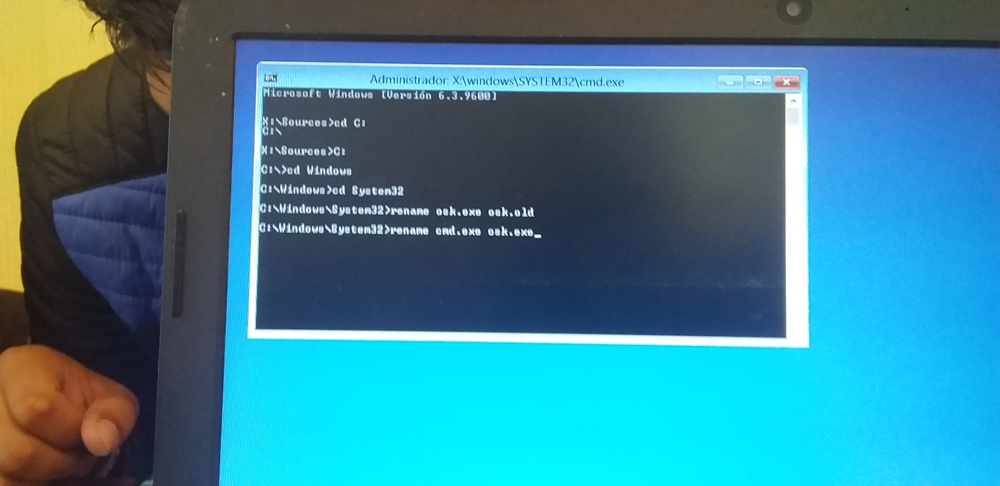 Administrador: X:\windows\SYSTEM32\cmd.exe
Microsoft Windows [Versión 6.3.9600]
X:\Sources>cd C:
C:\
X:\Sources>C:
C:\>cd Windows
C:\Windows>cd System32
C:\Windows\System32>rename osk.exe osk.old
C:\Windows\System32>rename cmd.exe osk.exe_